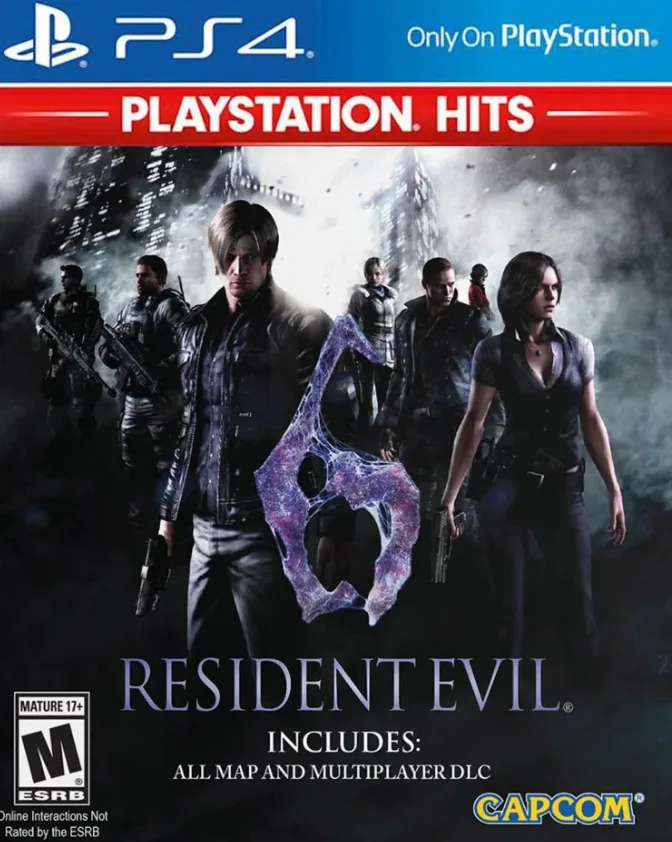 PS4
Only On PlayStation.
PLAYSTATION HITS
6
RESIDENT EVIL®
INCLUDES:
ALL MAP AND MULTIPLAYER DLC
MATURE 17+
M®
ESRB
Online Interactions Not
Rated by the ESRB
CAPCOM®